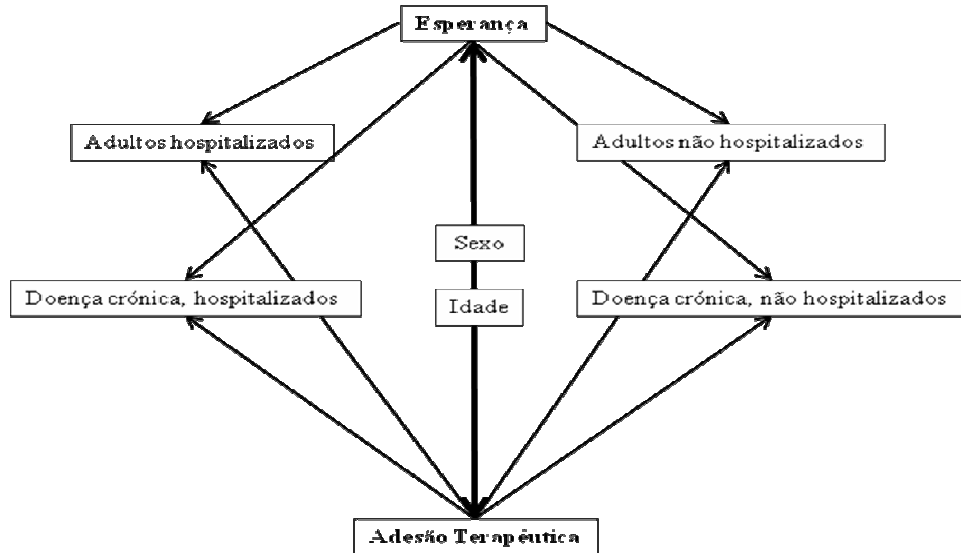 Esperança
Adultos hospitalizados
Adultos não hospitalizados
Sexo
Doença crónica, hospitalizados
Idade
Doença crónica, não hospitalizados
Adesão Terapêutica